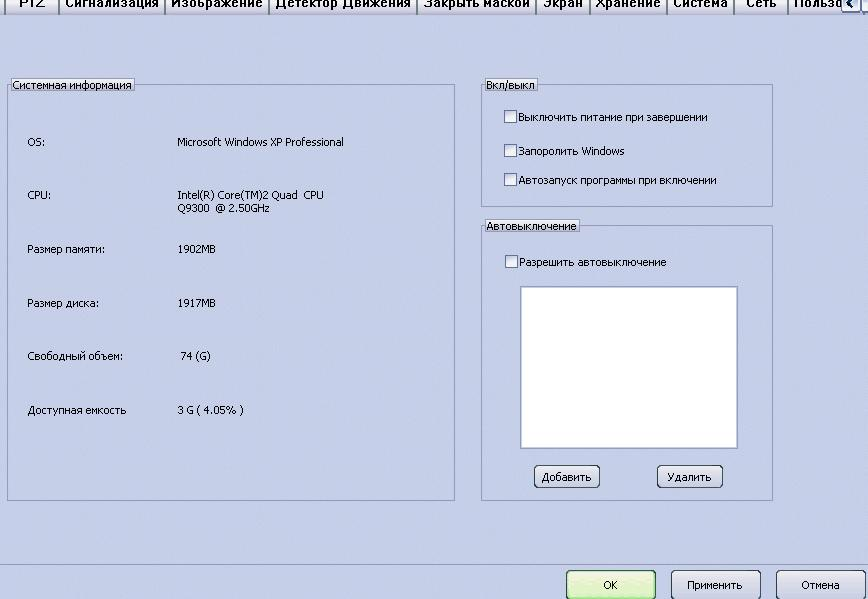 PTZ Сигнализация Изображение Детектор Движения Закрыть маской Экран Хранение Система Сеть Пользо
Системная информация
OS: Microsoft Windows XP Professional
CPU: Intel(R) Core(TM)2 Quad CPU
Q9300 @ 2.50GHz
Размер памяти: 1902MB
Размер диска: 1917MB
Свободный объем: 74 (G)
Доступная емкость 3 G ( 4.05% )
Вкл/выкл
Выключить питание при завершении
Запоролить Windows
Автозапуск программы при включении
Автовыключение
Разрешить автовыключение
Добавить Удалить
OK Применить Отмена